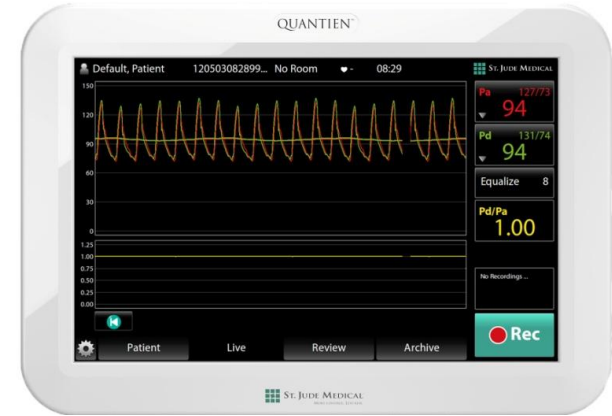 QUANTIEN™
Default, Patient 120503082899... No Room - 08:29 ST. JUDE MEDICAL
150
120
90
60
30
0
Pa 127/73
94
Pd 131/74
94
Equalize 8
Pd/Pa
1.00
1.25
1.00
0.75
0.50
0.25
0.00
No Recordings ...
Rec
Patient Live Review Archive
ST. JUDE MEDICAL